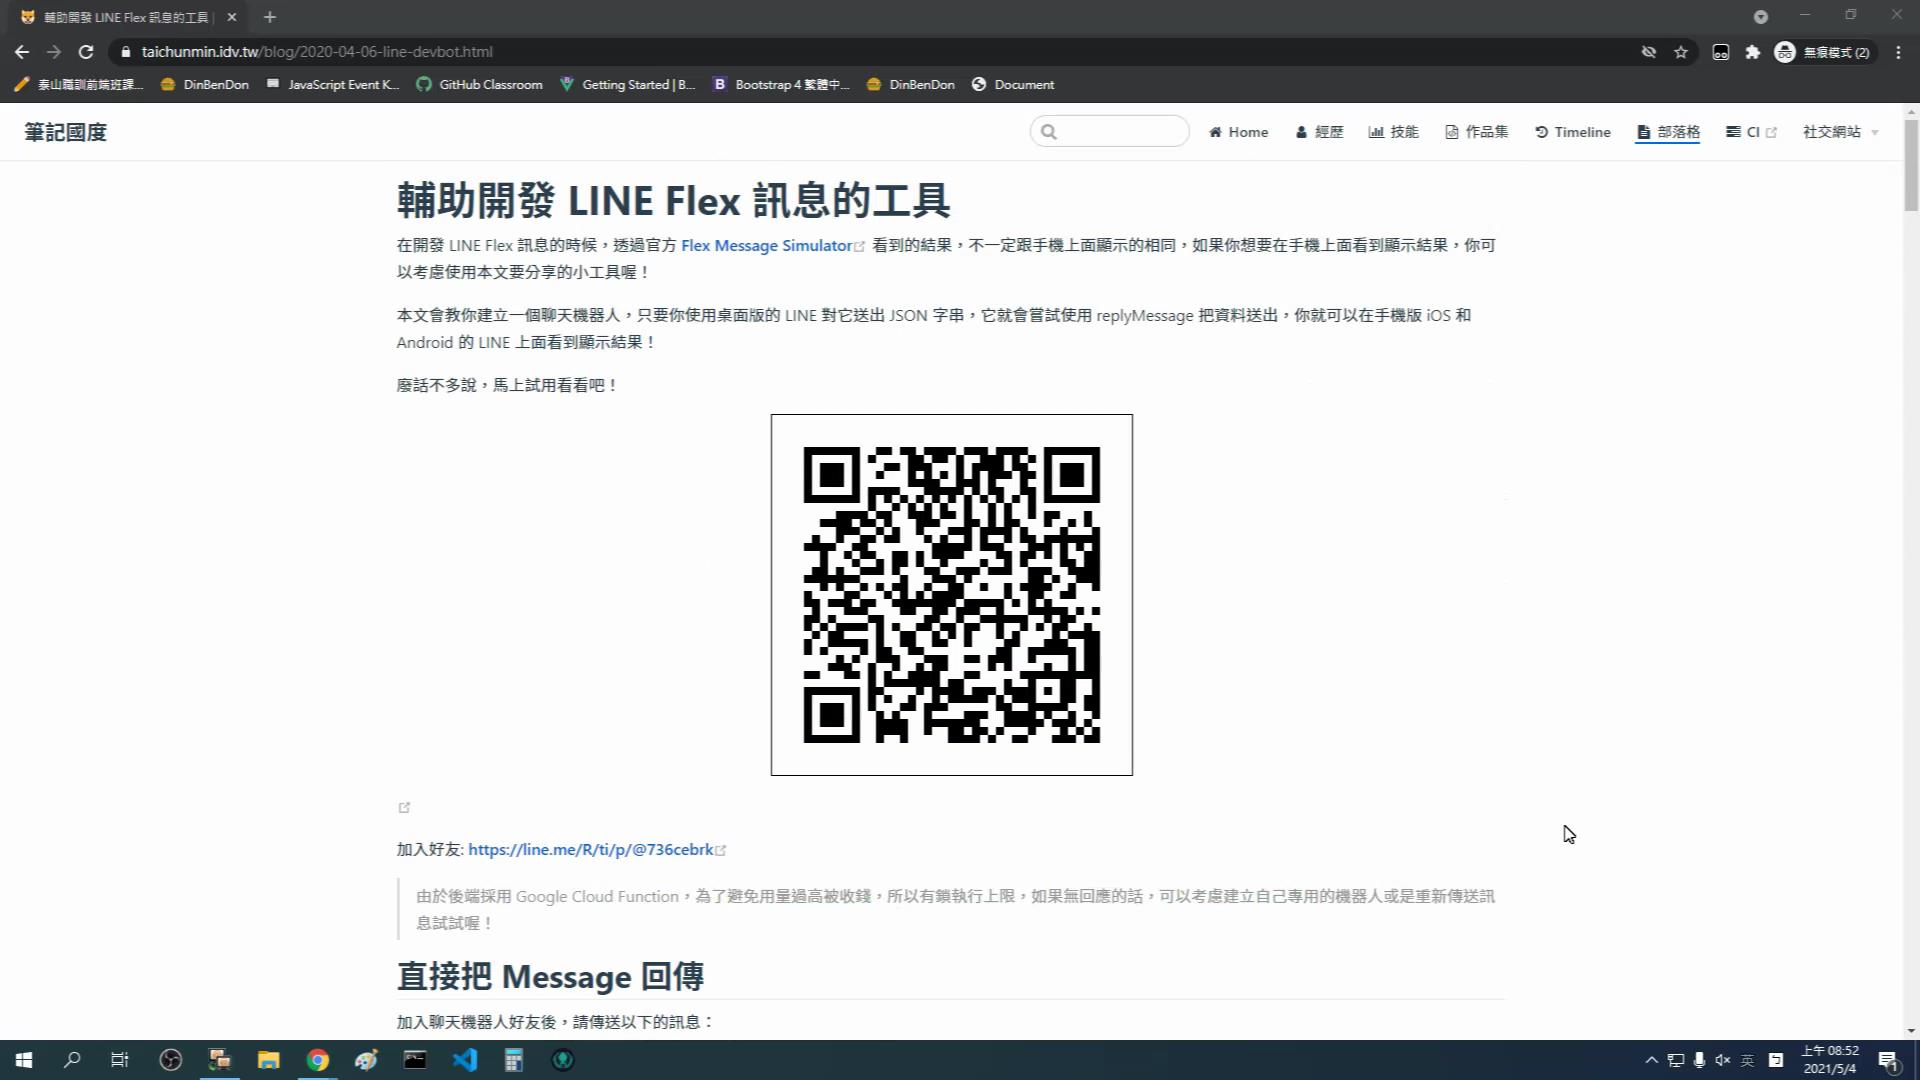 輔助開發 LINE Flex 訊息的工具 |
taichunmin.idv.tw/blog/2020-04-06-line-devbot.html
無痕模式 (2)
泰山職訓前端班課...
DinBenDon
JavaScript Event K...
GitHub Classroom
Getting Started | B...
Bootstrap 4 繁體中...
DinBenDon
Document
筆記國度
Home
經歷
技能
作品集
Timeline
部落格
CI
社交網站
輔助開發 LINE Flex 訊息的工具
在開發 LINE Flex 訊息的時候，透過官方 Flex Message Simulator 看到的結果，不一定跟手機上面顯示的相同，如果你想要在手機上面看到顯示結果，你可
以考慮使用本文要分享的小工具喔！
本文會教你建立一個聊天機器人，只要你使用桌面版的 LINE 對它送出 JSON 字串，它就會嘗試使用 replyMessage 把資料送出，你就可以在手機版 iOS 和
Android 的 LINE 上面看到顯示結果！
廢話不多說，馬上試用看看吧！
加入好友: https://line.me/R/ti/p/@736cebrk
由於後端採用 Google Cloud Function，為了避免用量過高被收錢，所以有鎖執行上限，如果無回應的話，可以考慮建立自己專用的機器人或是重新傳送訊
息試試喔！
直接把 Message 回傳
加入聊天機器人好友後，請傳送以下的訊息：
英
上午 08:52
2021/5/4
1